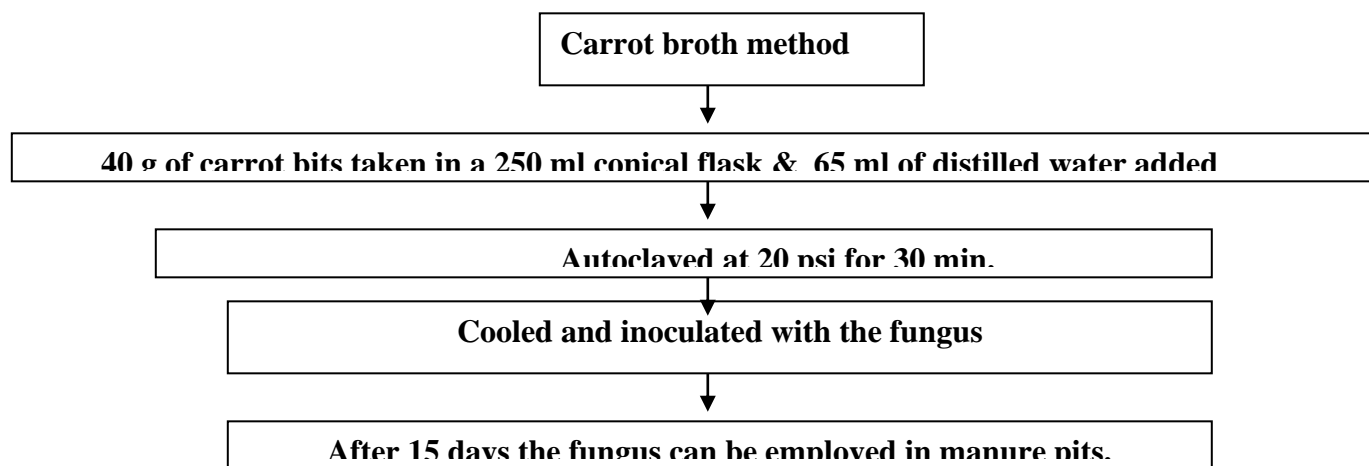 Carrot broth method
40 g of carrot bits taken in a 250 ml conical flask & 65 ml of distilled water added
Autoclaved at 20 psi for 30 min.
Cooled and inoculated with the fungus
After 15 days the fungus can be employed in manure pits.